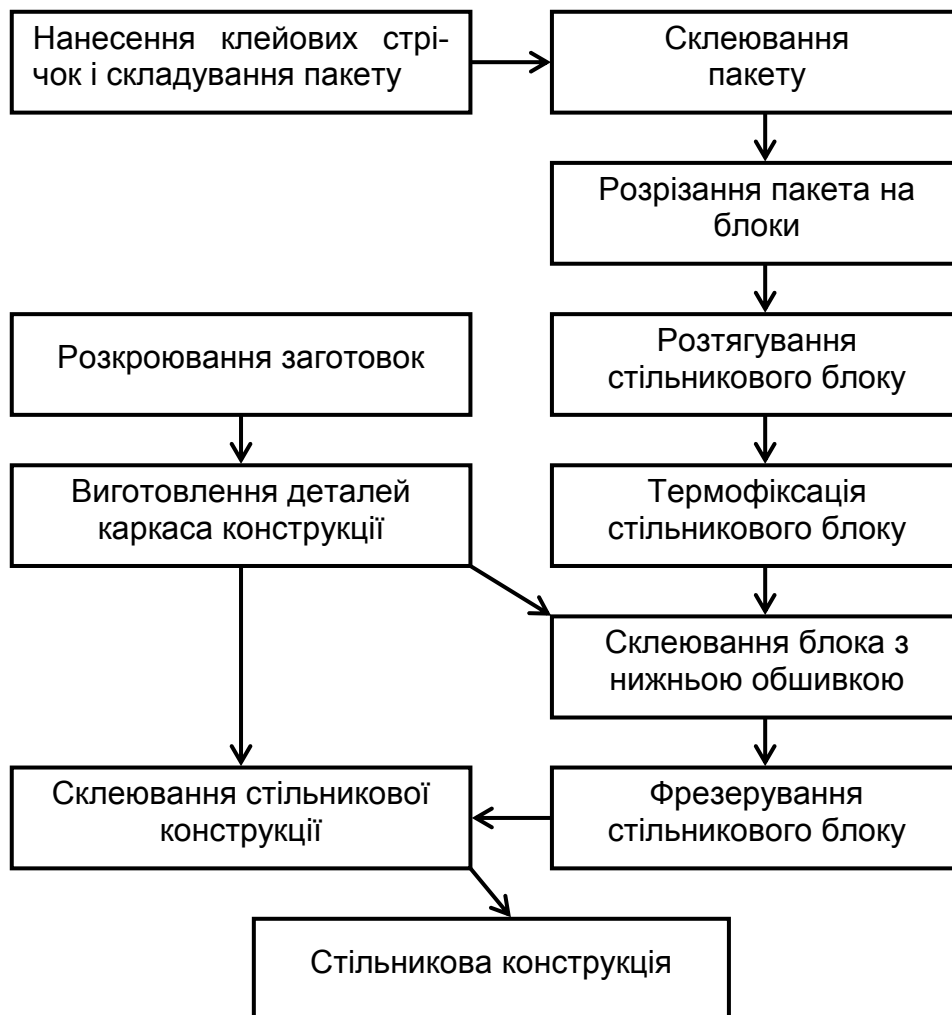 Нанесення клейових стрі-
чок і складування пакету
Склеювання
пакету
Розрізання пакета на
блоки
Розкроювання заготовок
Розтягування
стільникового блоку
Виготовлення деталей
каркаса конструкції
Термофіксація
стільникового блоку
Склеювання блока з
нижньою обшивкою
Склеювання стільникової
конструкції
Фрезерування
стільникового блоку
Стільникова конструкція